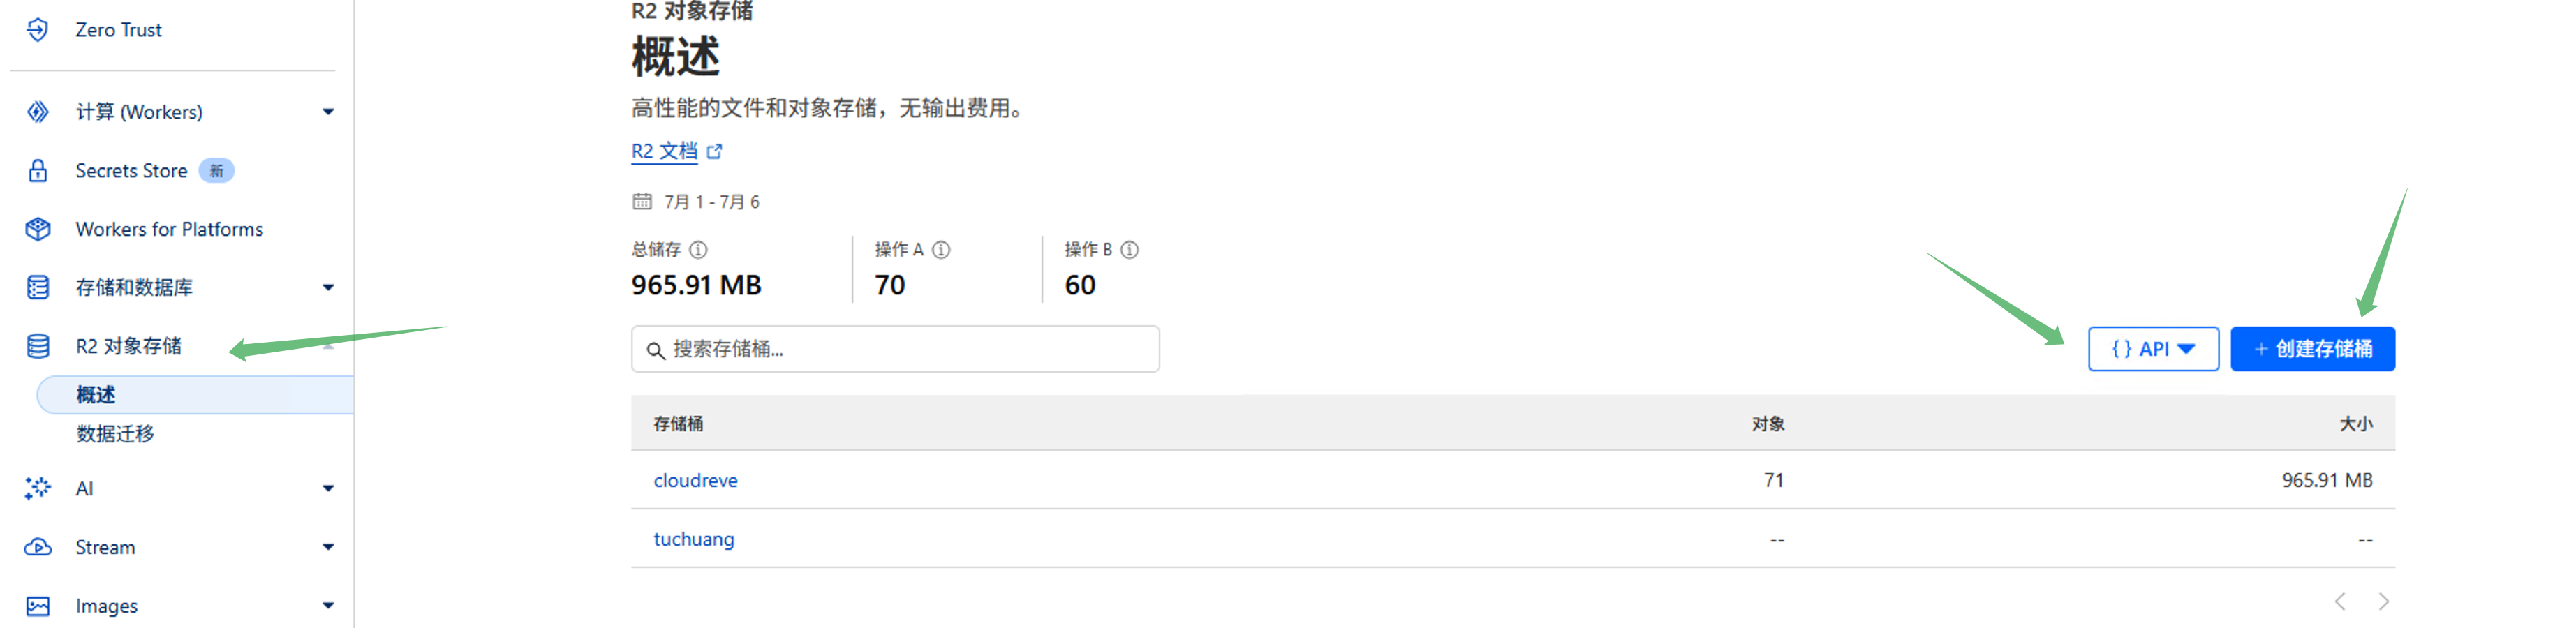 Zero Trust
计算 (Workers)
Secrets Store 新
Workers for Platforms
存储和数据库
R2 对象存储
概述
数据迁移
AI
Stream
Images
R2 对象存储
概述
高性能的文件和对象存储，无输出费用。
R2 文档
7月 1 - 7月 6
总储存 操作 A 操作 B
965.91 MB 70 60
搜索存储桶...
{ } API + 创建存储桶
存储桶 对象 大小
cloudreve 71 965.91 MB
tuchuang -- --